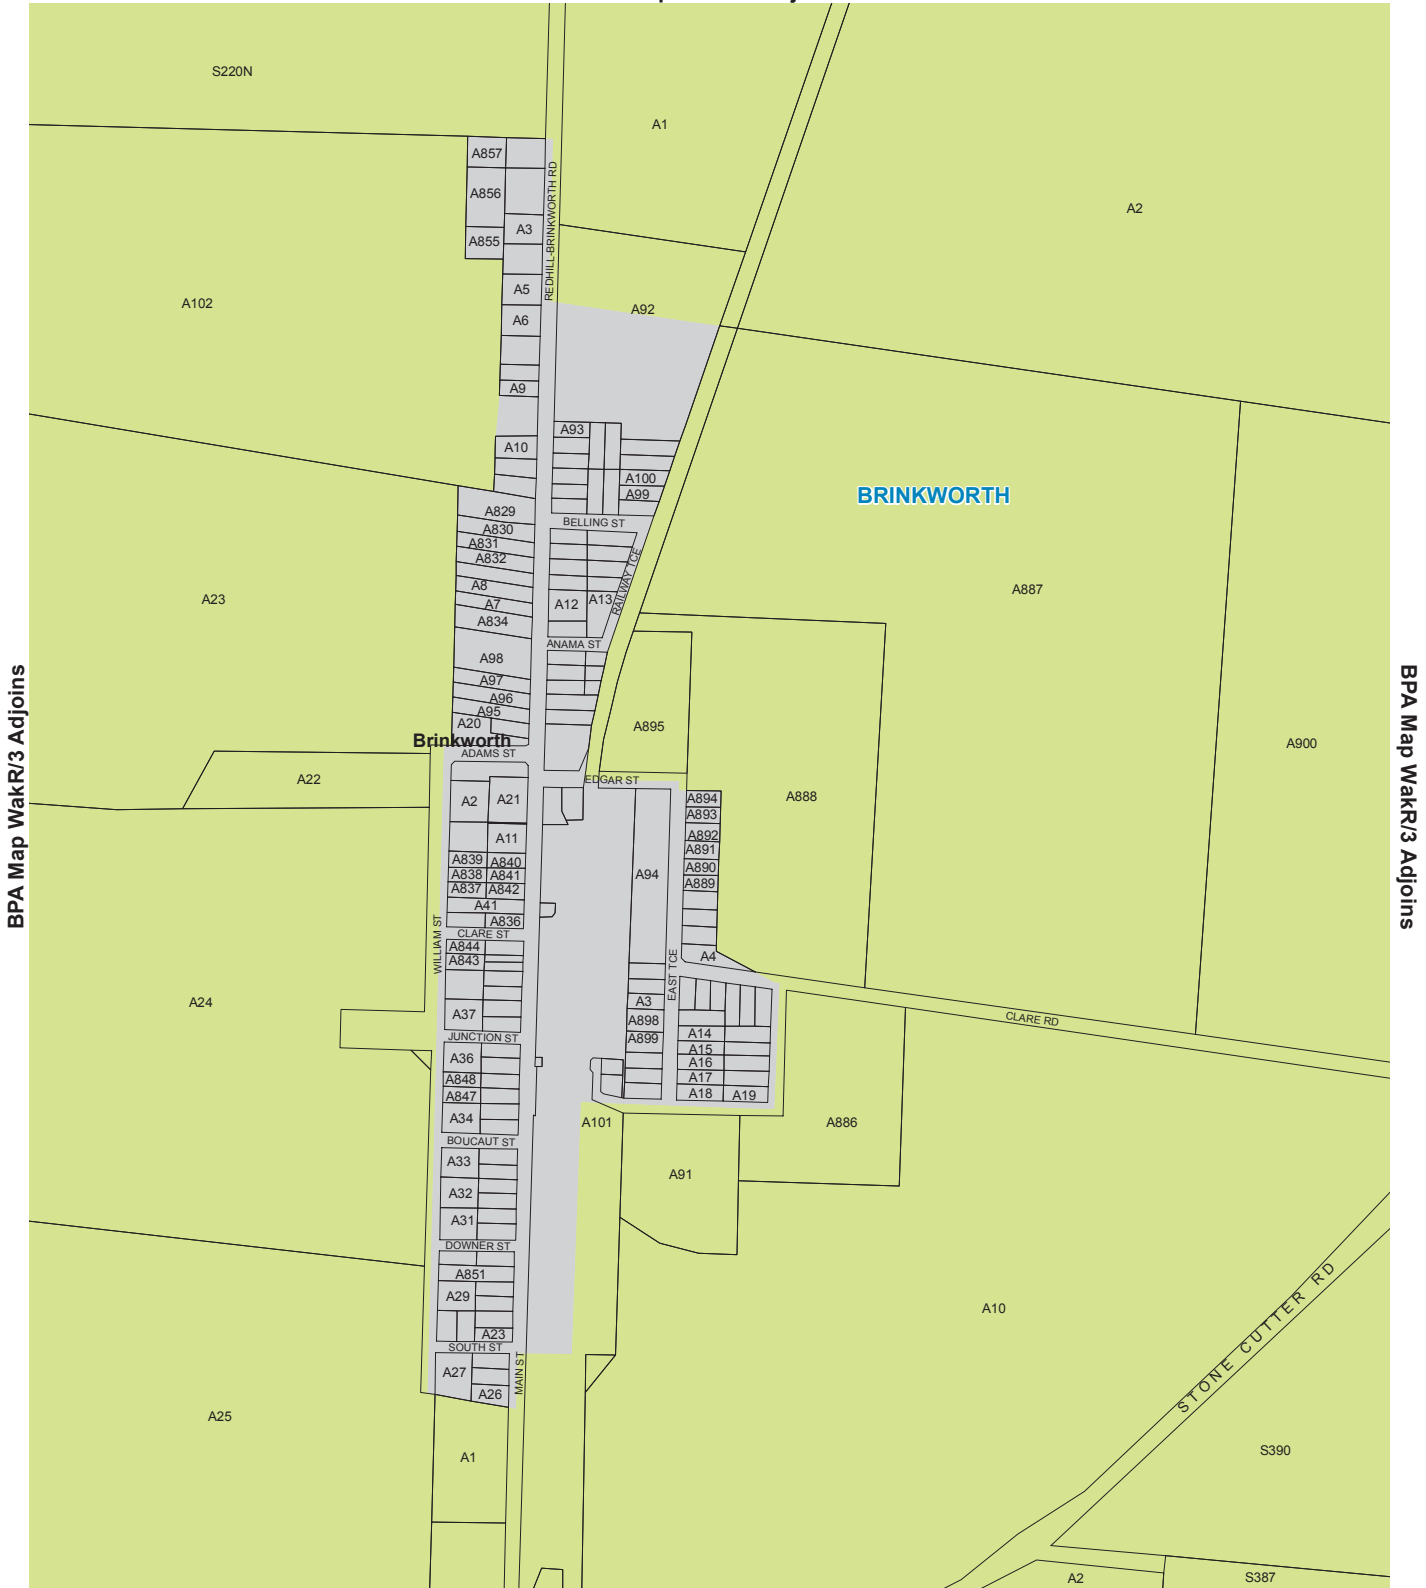 S220N
A1
A857
A856
A3
A855
A2
REDHILL-BRINKWORTH RD
A5
A102
A92
A6
A9
A93
A10
A100
A99
BRINKWORTH
A829
BELLING ST
A830
A831
A832
RAILWAY TCE
A8
A887
A23
A7
A12
A13
A834
ANAMA ST
A98
A97
A96
A95
A20
A895
Brinkworth
A900
ADAMS ST
A22
EDGAR ST
A2
A21
A894
A888
A893
A11
A892
A891
A839
A840
A890
A838
A841
A94
A889
A837
A842
A41
A836
CLARE ST
WILLIAM ST
A844
A843
A4
EAST TCE
A24
A3
A37
A898
CLARE RD
A14
JUNCTION ST
A899
A15
A36
A16
A848
A17
A847
A18
A19
A34
A101
A886
BOUCAUT ST
A33
A91
A32
A31
DOWNER ST
A851
A29
A10
A23
SOUTH ST
STONE CUTTER RD
A27
MAIN ST
A26
A25
A1
S390
A2
S387
BPA Map WakR/3 Adjoins
BPA Map WakR/3 Adjoins